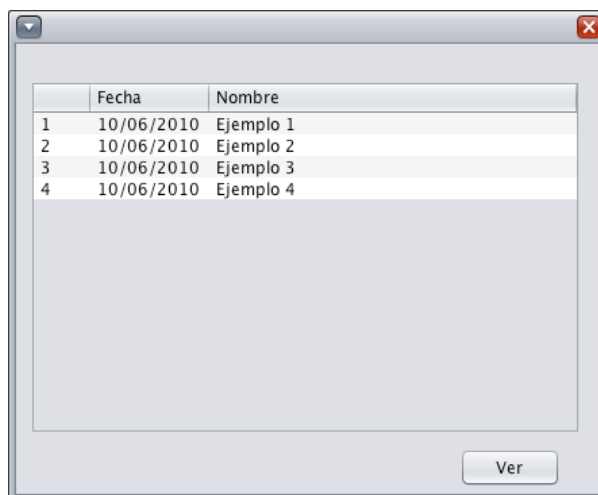 Fecha Nombre
1 10/06/2010 Ejemplo 1
2 10/06/2010 Ejemplo 2
3 10/06/2010 Ejemplo 3
4 10/06/2010 Ejemplo 4
Ver